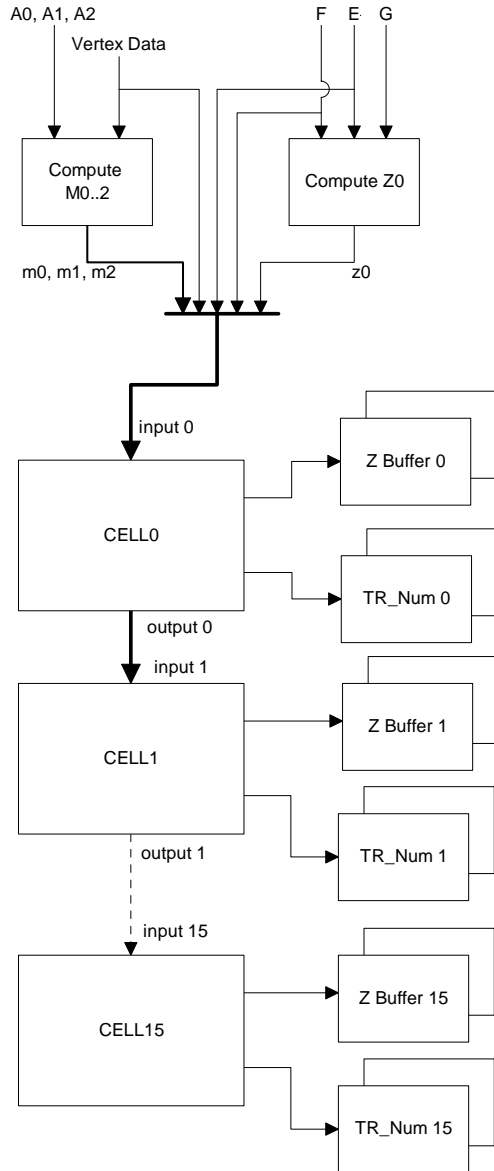 A0, A1, A2
Vertex Data
F E G
Compute
M0..2
Compute Z0
m0, m1, m2
z0
input 0
CELL0
Z Buffer 0
TR_Num 0
output 0
input 1
CELL1
Z Buffer 1
TR_Num 1
output 1
input 15
CELL15
Z Buffer 15
TR_Num 15